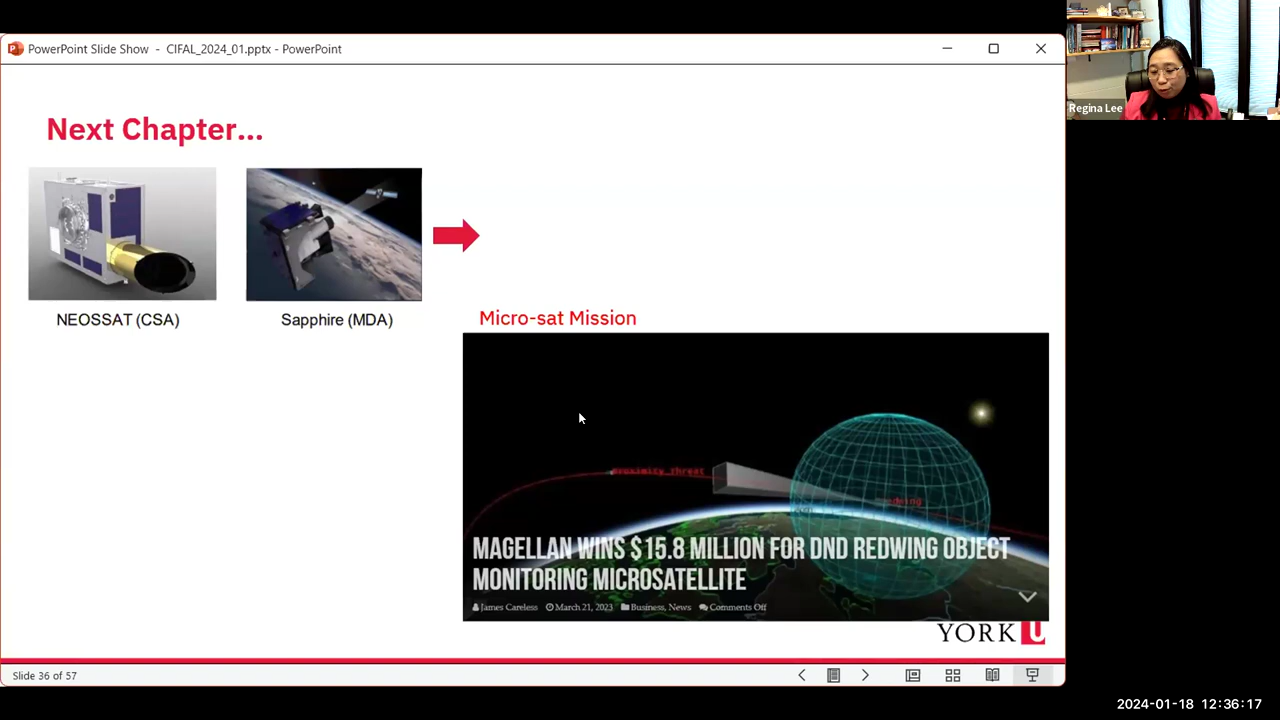 PowerPoint Slide Show - CIFAL_2024_01.pptx - PowerPoint
Regina Lee
Next Chapter...
NEOSSAT (CSA)
Sapphire (MDA)
Micro-sat Mission
proximity_threat
MAGELLAN WINS $15.8 MILLION FOR DND REDWING OBJECT
MONITORING MICROSATELLITE
James Careless March 21, 2023 Business, News Comments Off
YORK U
Slide 36 of 57
2024-01-18 12:36:17